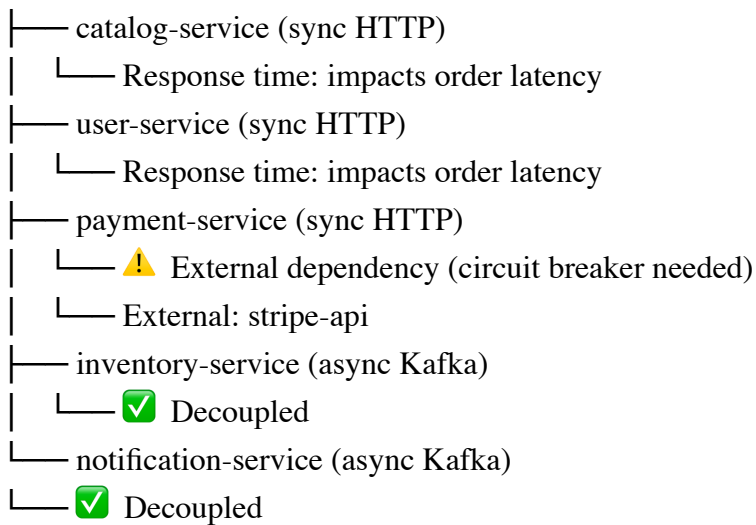 ├── catalog-service (sync HTTP)
│ └── Response time: impacts order latency
├── user-service (sync HTTP)
│ └── Response time: impacts order latency
├── payment-service (sync HTTP)
│ └── ⚠️ External dependency (circuit breaker needed)
│ └── External: stripe-api
├── inventory-service (async Kafka)
│ └── ✅ Decoupled
└── notification-service (async Kafka)
└── ✅ Decoupled